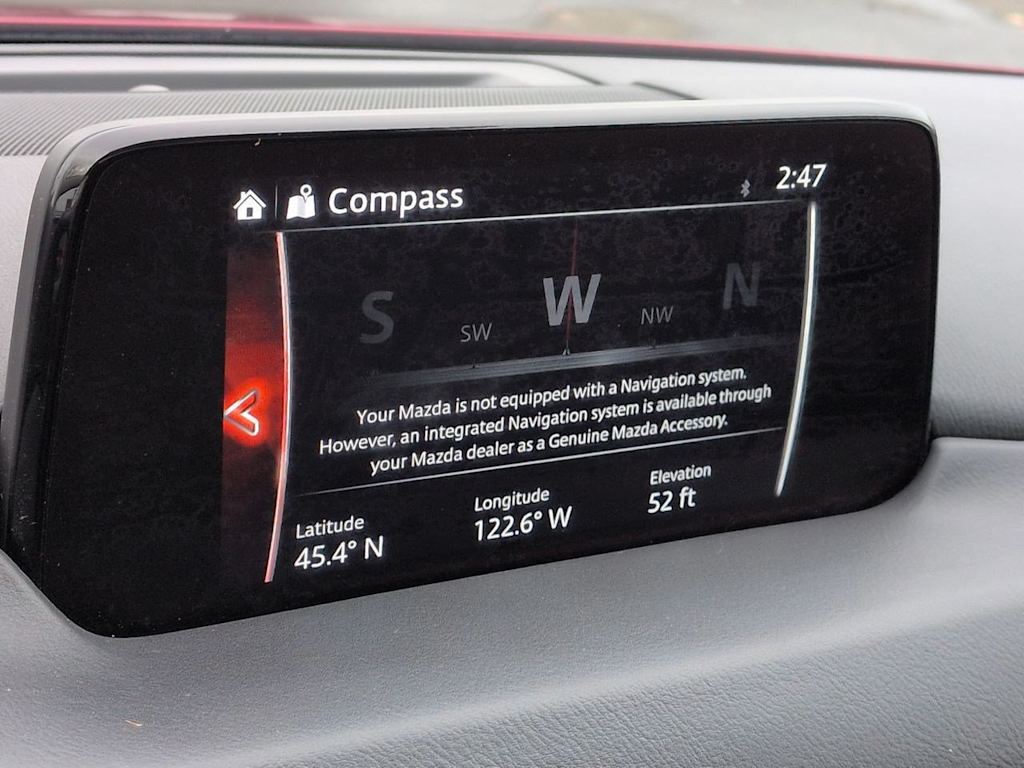 Compass
2:47
S SW W NW N
Your Mazda is not equipped with a Navigation system.
However, an integrated Navigation system is available through
your Mazda dealer as a Genuine Mazda Accessory.
Latitude Longitude Elevation
45.4° N 122.6° W 52 ft